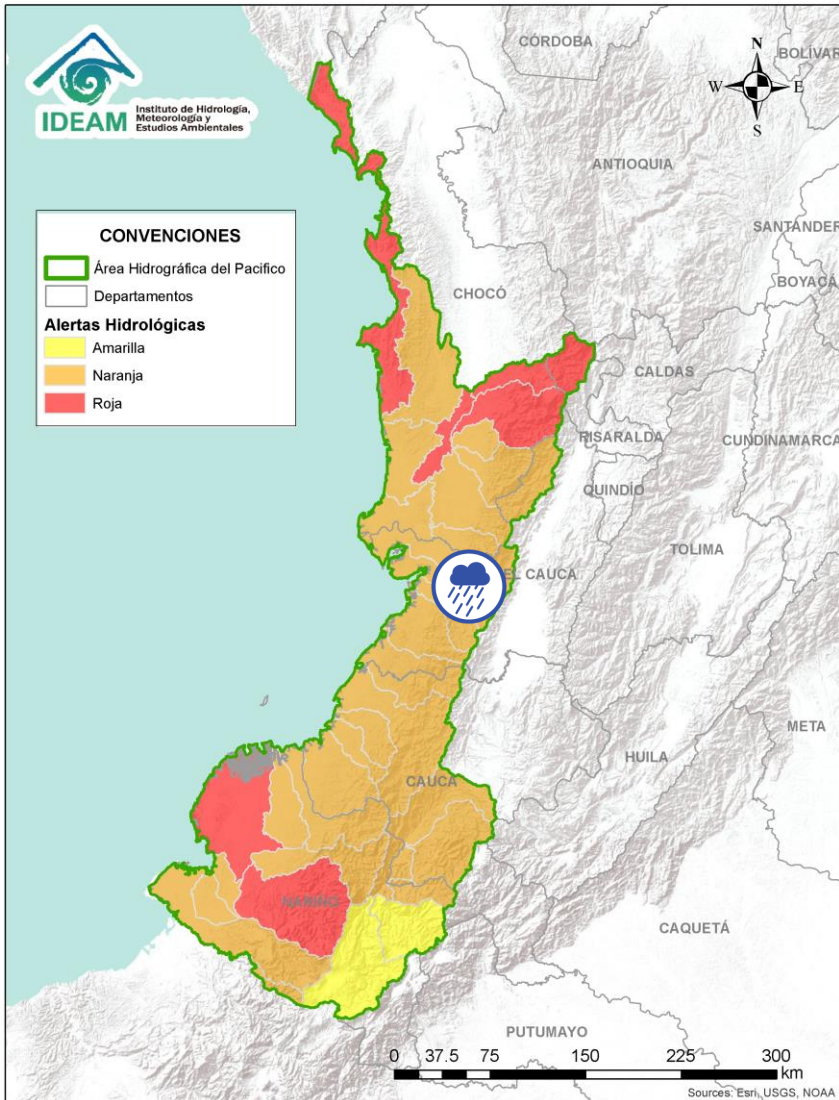 IDEAM
Instituto de Hidrología,
Meteorología y
Estudios Ambientales
CÓRDOBA
BOLÍVAR
N
W
E
S
ANTIOQUIA
CONVENCIONES
Área Hidrográfica del Pacifico
Departamentos
Alertas Hidrológicas
Amarilla
Naranja
Roja
SANTANDER
BOYACÁ
CHOCÓ
CALDAS
RISARALDA
CUNDINAMARCA
QUINDÍO
TOLIMA
EL CAUCA
META
HUILA
CAUCA
NARIÑO
CAQUETÁ
PUTUMAYO
0 37.5 75 150 225 300
km
Sources: Esri, USGS, NOAA